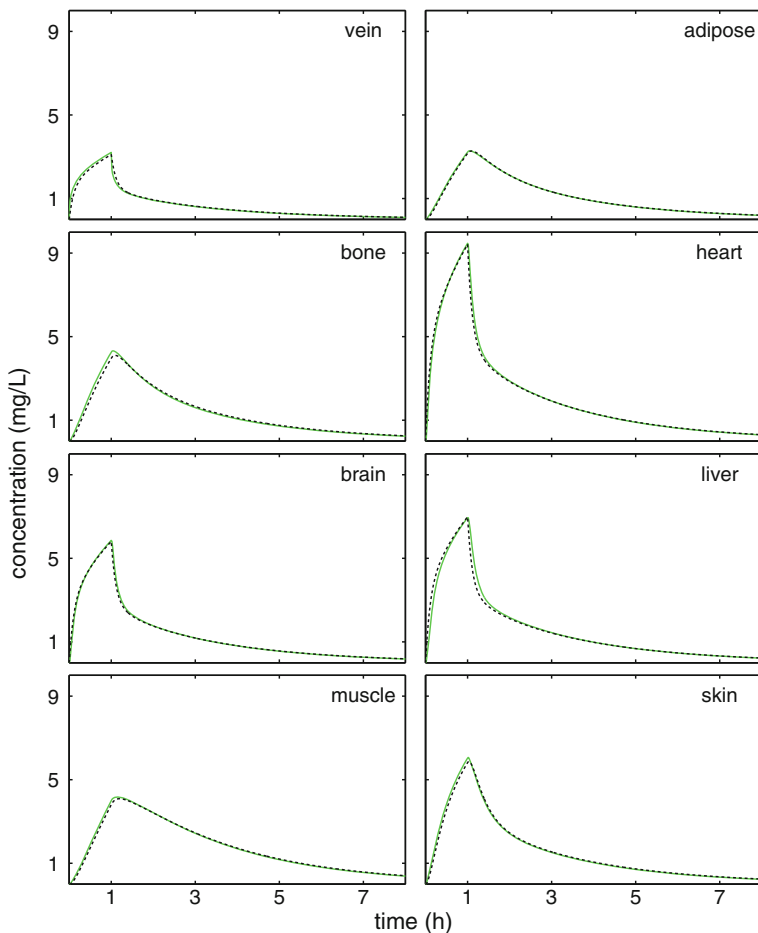 vein
adipose
9
5
1
bone
heart
9
5
1
brain
liver
9
5
1
muscle
skin
9
5
1
1 3 5 7
1 3 5 7
time (h)
concentration (mg/L)